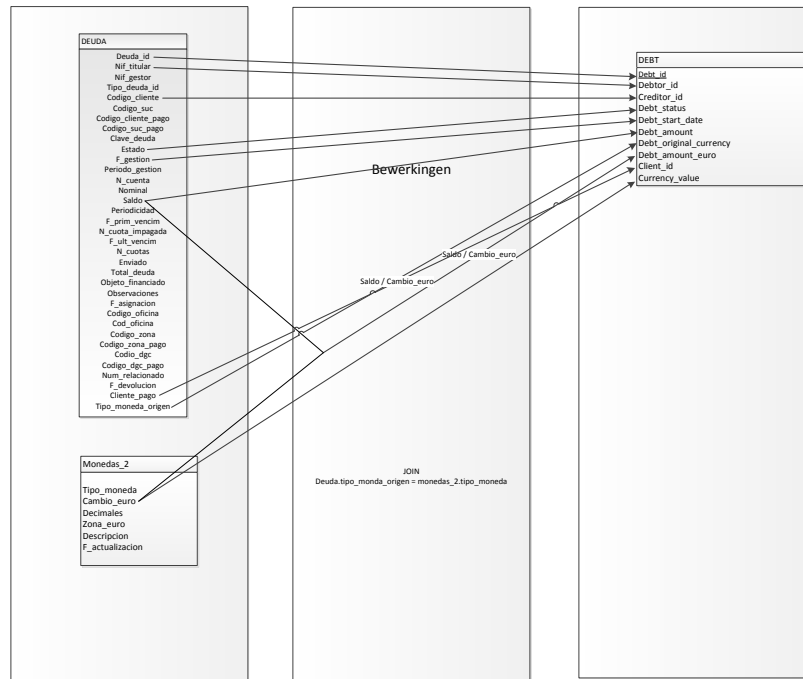 DEUDA
Deuda_id
Nif_titular
Nif_gestor
Tipo_deuda_id
Codigo_cliente
Codigo_suc
Codigo_cliente_pago
Codigo_suc_pago
Clave_deuda
Estado
F_gestion
Periodo_gestion
N_cuenta
Nominal
Saldo
Periodicidad
F_prim_vencim
N_cuota_impagada
F_ult_vencim
N_cuotas
Enviado
Total_deuda
Objeto_financiado
Observaciones
F_asignacion
Codigo_oficina
Cod_oficina
Codigo_zona
Codigo_zona_pago
Codio_dgc
Codigo_dgc_pago
Num_relacionado
F_devolucion
Cliente_pago
Tipo_moneda_origen
Monedas_2
Tipo_moneda
Cambio_euro
Decimales
Zona_euro
Descripcion
F_actualizacion
Bewerkingen
Saldo / Cambio_euro
Saldo / Cambio_euro
JOIN
Deuda.tipo_monda_origen = monedas_2.tipo_moneda
DEBT
Debt_id
Debtor_id
Creditor_id
Debt_status
Debt_start_date
Debt_amount
Debt_original_currency
Debt_amount_euro
Client_id
Currency_value